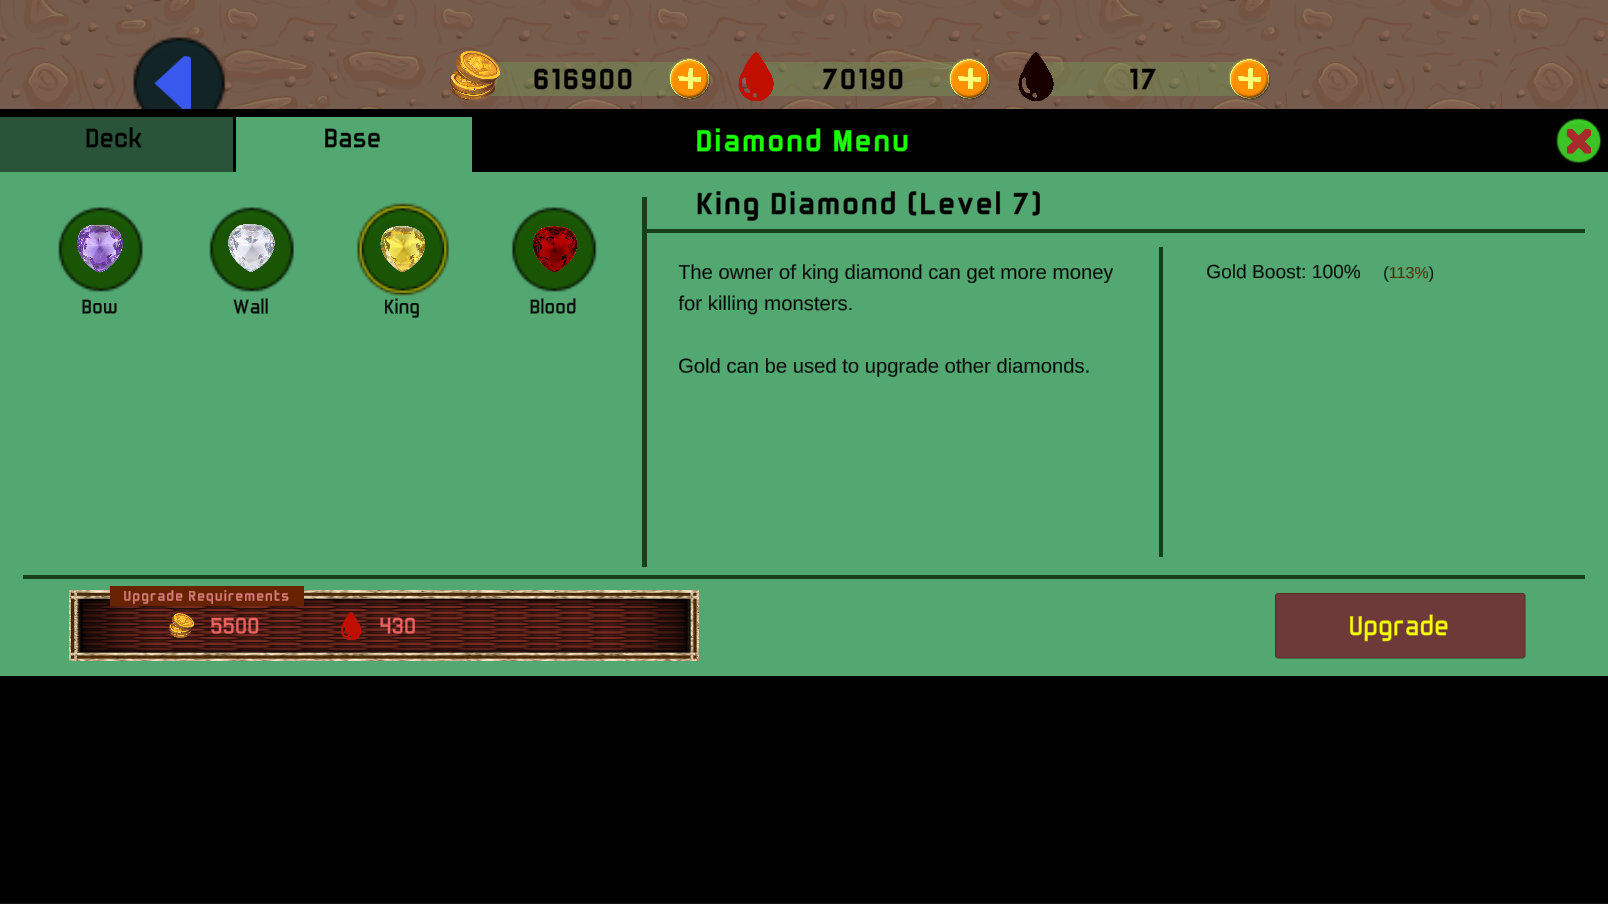 616900
70190
17
Deck
Base
Diamond Menu
King Diamond (Level 7)
Bow
Wall
King
Blood
The owner of king diamond can get more money
for killing monsters.
Gold can be used to upgrade other diamonds.
Gold Boost: 100% (113%)
Upgrade Requirements
5500
430
Upgrade